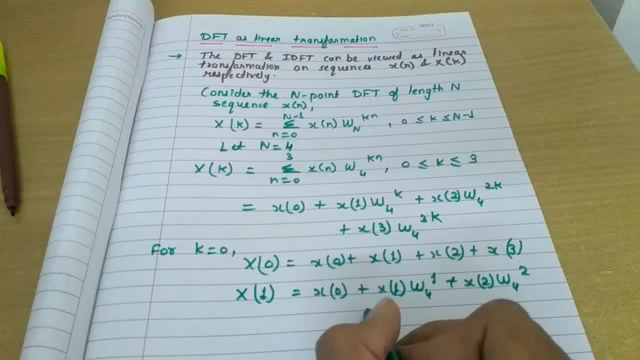 DFT as linear transformation
→ The DFT & IDFT can be viewed as linear
transformation on sequences x(n) & X(k)
respectively.
Consider the N-point DFT of length N
sequence x(n),
X(k) = Σ_{n=0}^{N-1} x(n) W_N^{kn}, 0 ≤ k ≤ N-1
Let N=4
X(k) = Σ_{n=0}^{3} x(n) W_4^{kn}, 0 ≤ k ≤ 3
= x(0) + x(1) W_4^{k} + x(2) W_4^{2k}
+ x(3) W_4^{3k}
For k=0, X(0) = x(0) + x(1) + x(2) + x(3)
X(1) = x(0) + x(1) W_4^{1} + x(2) W_4^{2}